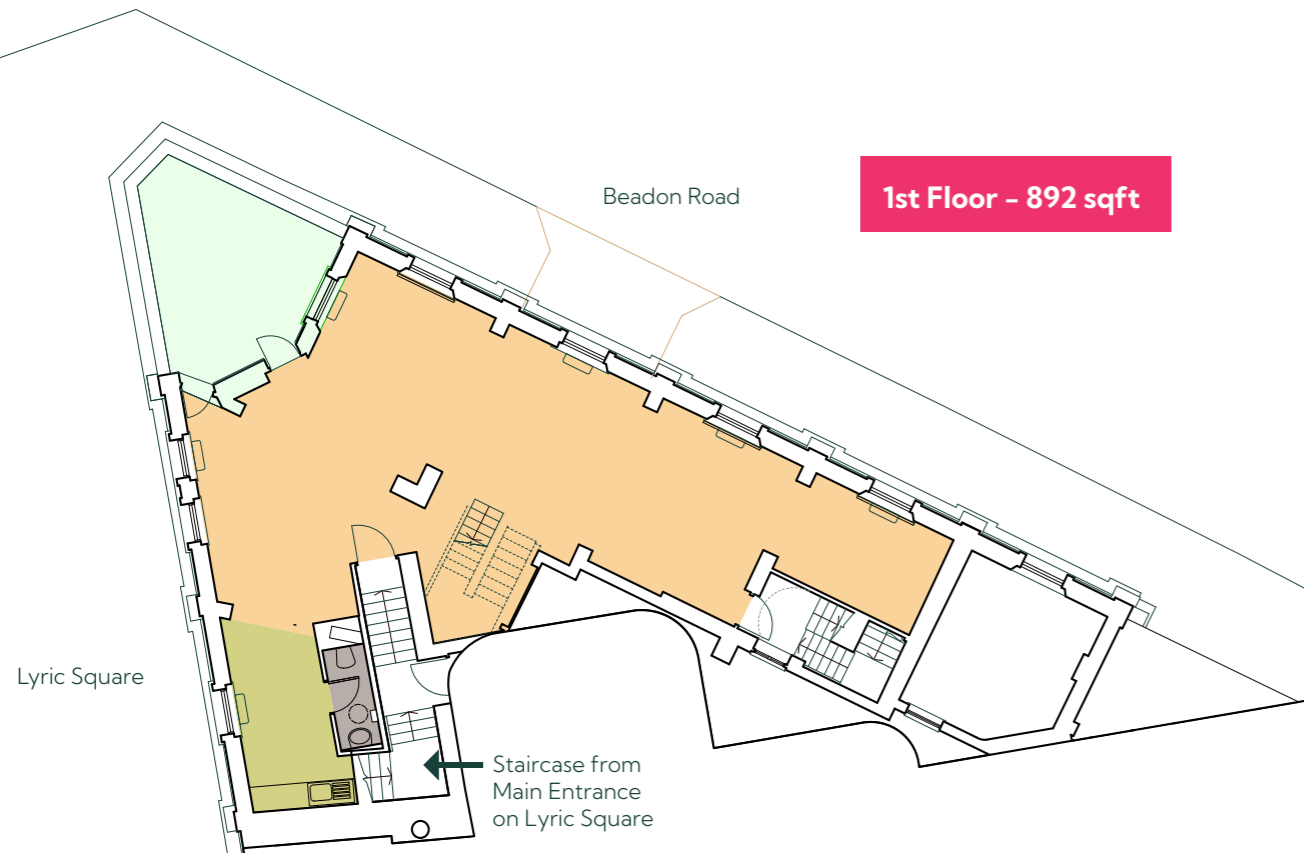 Beadon Road
1st Floor – 892 sqft
Lyric Square
Staircase from
Main Entrance
on Lyric Square